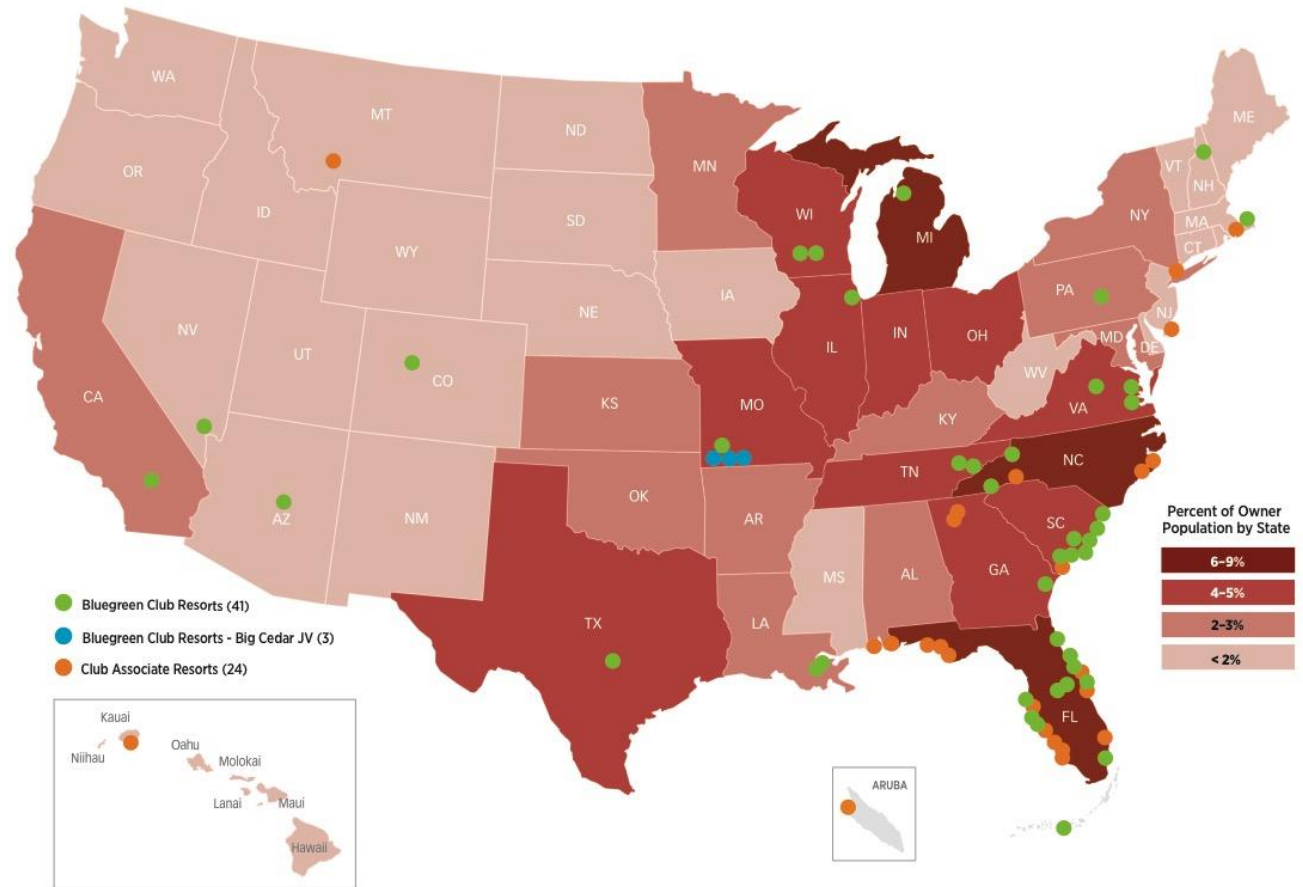 WA
MT
ND
MN
ME
OR
ID
SD
WI
MI
VT
NH
NY
MA
CT
WY
IA
NE
PA
NJ
NV
UT
CO
IL
IN
OH
MD
DE
WV
CA
KS
MO
KY
VA
AZ
NM
OK
AR
TN
NC
SC
MS
AL
GA
TX
LA
FL
Percent of Owner
Population by State
6–9%
4–5%
2–3%
< 2%
Bluegreen Club Resorts (41)
Bluegreen Club Resorts - Big Cedar JV (3)
Club Associate Resorts (24)
Kauai
Niihau
Oahu
Molokai
Lanai
Maui
Hawaii
ARUBA